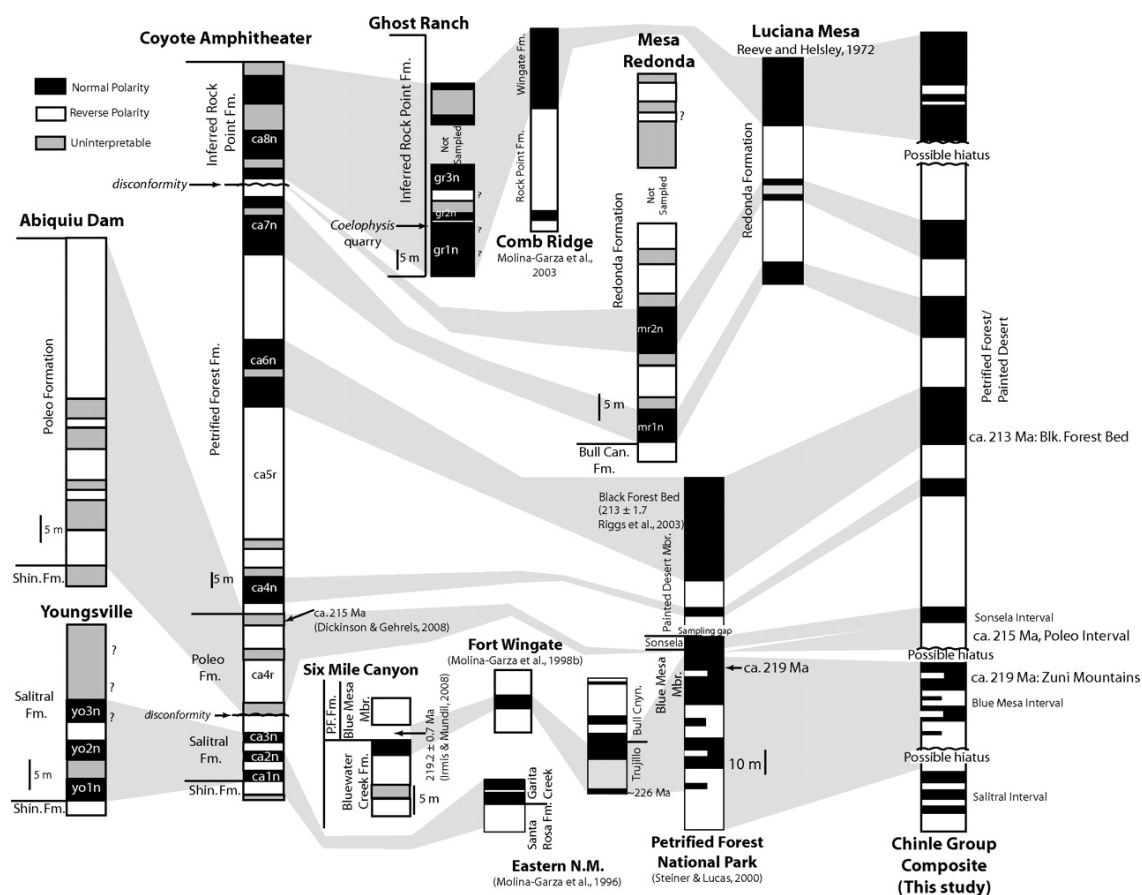 Coyote Amphitheater
Ghost Ranch
Mesa
Redonda
Luciana Mesa
Reeve and Helsley, 1972
Normal Polarity
Reverse Polarity
Uninterpretable
Inferred Rock
Point Fm.
ca8n
disconformity
ca7n
Petrified Forest Fm.
ca6n
ca5r
5 m
ca4n
ca. 215 Ma
(Dickinson & Gehrels, 2008)
Poleo
Fm.
ca4r
disconformity
Salitral
Fm.
ca3n
ca2n
ca1n
Shin. Fm.
Inferred Rock Point Fm.
Not
Sampled
gr3n
?
gr2n
Coelophysis
quarry
?
gr1n
?
5 m
Wingate Fm.
Rock Point Fm.
Comb Ridge
Molina-Garza et al.,
2003
?
Not
Sampled
Redonda Formation
mr2n
5 m
mr1n
Bull Can.
Fm.
Redonda Formation
Abiquiu Dam
Poleo Formation
5 m
Shin. Fm.
Youngsville
?
?
Salitral
Fm.
yo3n
?
yo2n
5 m
yo1n
Shin. Fm.
Six Mile Canyon
P.F. Fm.
Blue Mesa
Mbr.
219.2 ± 0.7 Ma
(Irmis & Mundil, 2008)
Bluewater
Creek Fm.
5 m
Fort Wingate
(Molina-Garza et al., 1998b)
Garita
Creek
Santa
Rosa Fm.
Bull Cnyn.
Trujillo
~226 Ma
Eastern N.M.
(Molina-Garza et al., 1996)
Black Forest Bed
(213 ± 1.7
Riggs et al., 2003)
Painted Desert Mbr.
Sampling gap
Sonsela
Blue Mesa
Mbr.
ca. 219 Ma
10 m
Petrified Forest
National Park
(Steiner & Lucas, 2000)
Possible hiatus
Petrified Forest/
Painted Desert
ca. 213 Ma: Blk. Forest Bed
Sonsela Interval
ca. 215 Ma, Poleo Interval
Possible hiatus
ca. 219 Ma: Zuni Mountains
Blue Mesa Interval
Possible hiatus
Salitral Interval
Chinle Group
Composite
(This study)